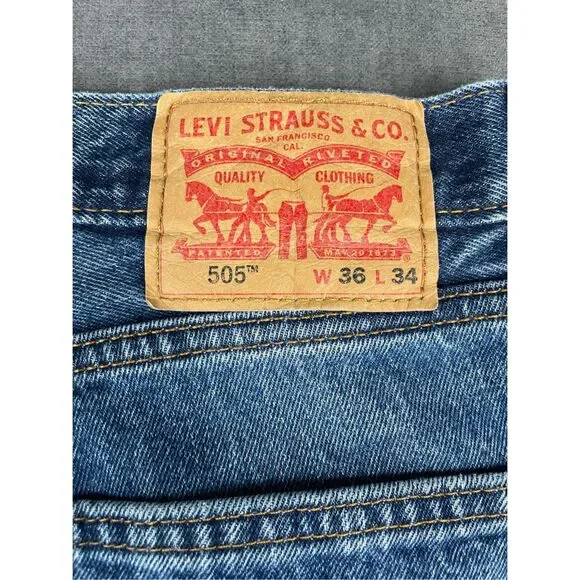 LEVI STRAUSS & CO.
SAN FRANCISCO
CAL.
ORIGINAL RIVETED
QUALITY CLOTHING
PATENTED MAY 20 1873 ®
505™ W 36 L 34